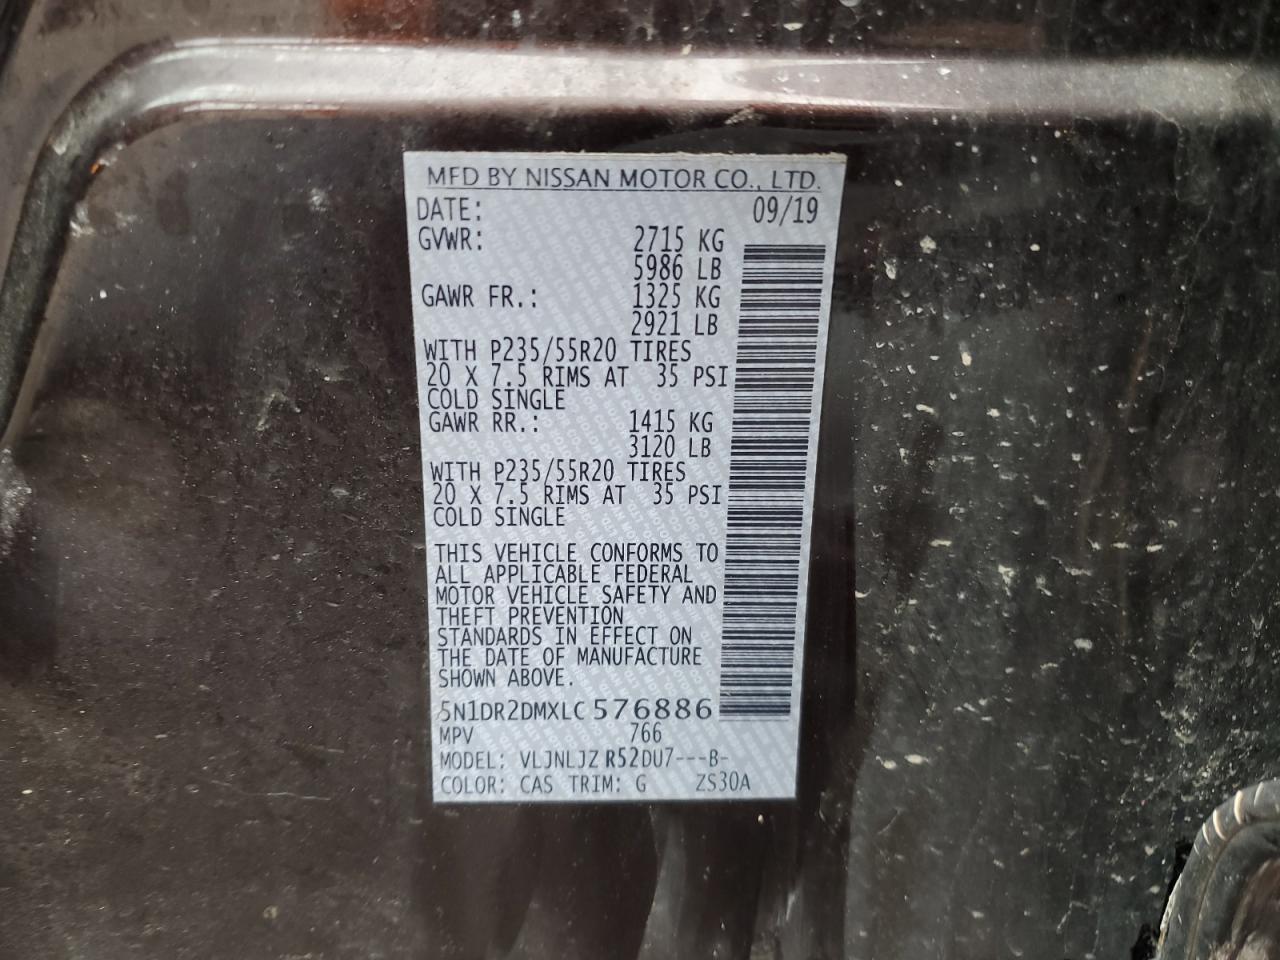 MFD BY NISSAN MOTOR CO., LTD.
DATE: 09/19
GVWR: 2715 KG
5986 LB
GAWR FR.: 1325 KG
2921 LB
WITH P235/55R20 TIRES
20 X 7.5 RIMS AT 35 PSI
COLD SINGLE
GAWR RR.: 1415 KG
3120 LB
WITH P235/55R20 TIRES
20 X 7.5 RIMS AT 35 PSI
COLD SINGLE
THIS VEHICLE CONFORMS TO
ALL APPLICABLE FEDERAL
MOTOR VEHICLE SAFETY AND
THEFT PREVENTION
STANDARDS IN EFFECT ON
THE DATE OF MANUFACTURE
SHOWN ABOVE.
5N1DR2DMXLC576886
MPV 766
MODEL: VLJNLJZ R52DU7---B-
COLOR: CAS TRIM: G ZS30A